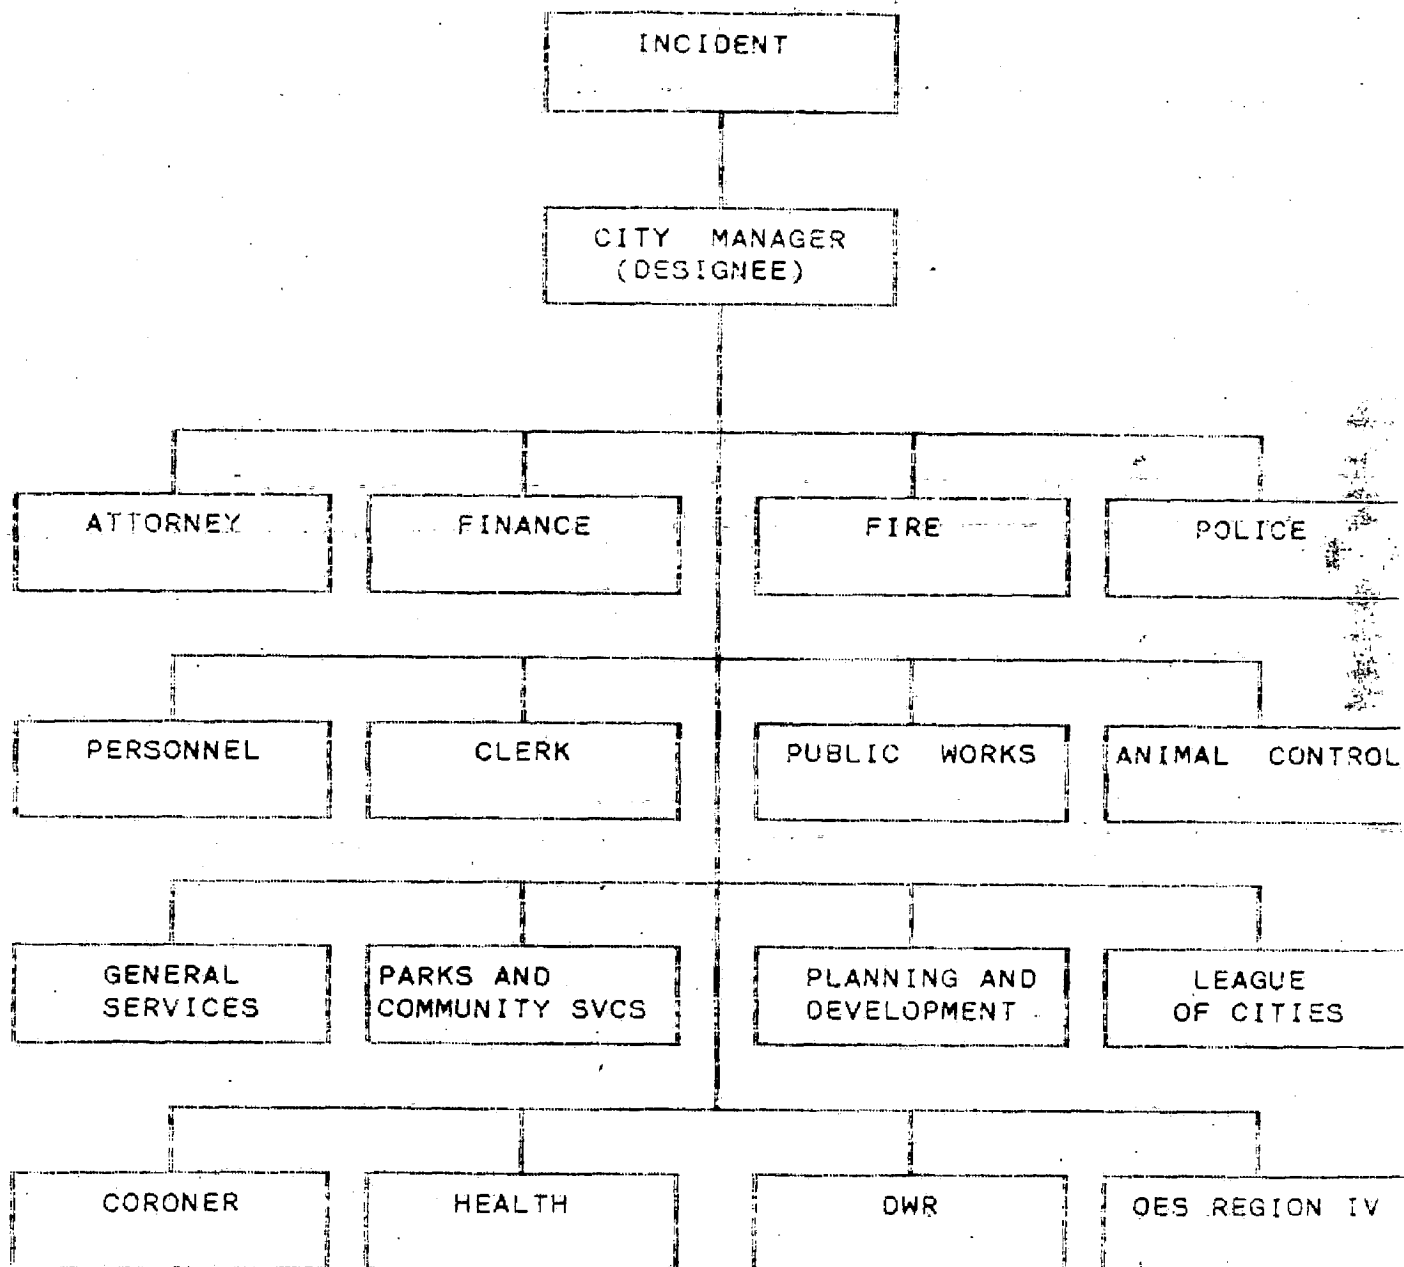 INCIDENT
CITY MANAGER
(DESIGNEE)
ATTORNEY
FINANCE
FIRE
POLICE
PERSONNEL
CLERK
PUBLIC WORKS
ANIMAL CONTROL
GENERAL
SERVICES
PARKS AND
COMMUNITY SVCS
PLANNING AND
DEVELOPMENT
LEAGUE
OF CITIES
CORONER
HEALTH
DWR
OES REGION IV